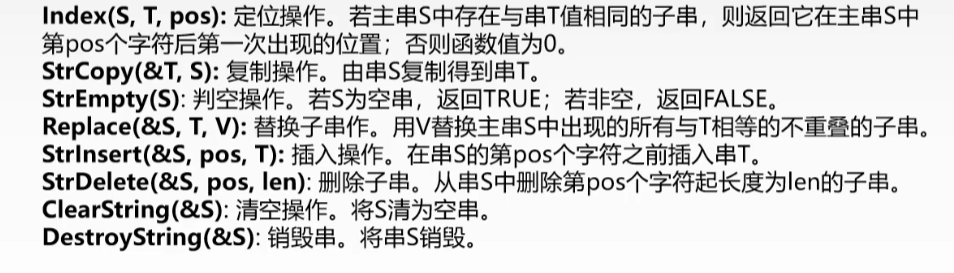 Index(S, T, pos): 定位操作。若主串S中存在与串T值相同的子串，则返回它在主串S中
第pos个字符后第一次出现的位置；否则函数值为0。
StrCopy(&T, S): 复制操作。由串S复制得到串T。
StrEmpty(S): 判空操作。若S为空串，返回TRUE；若非空，返回FALSE。
Replace(&S, T, V): 替换子串作。用V替换主串S中出现的所有与T相等的不重叠的子串。
StrInsert(&S, pos, T): 插入操作。在串S的第pos个字符之前插入串T。
StrDelete(&S, pos, len): 删除子串。从串S中删除第pos个字符起长度为len的子串。
ClearString(&S): 清空操作。将S清为空串。
DestroyString(&S): 销毁串。将串S销毁。